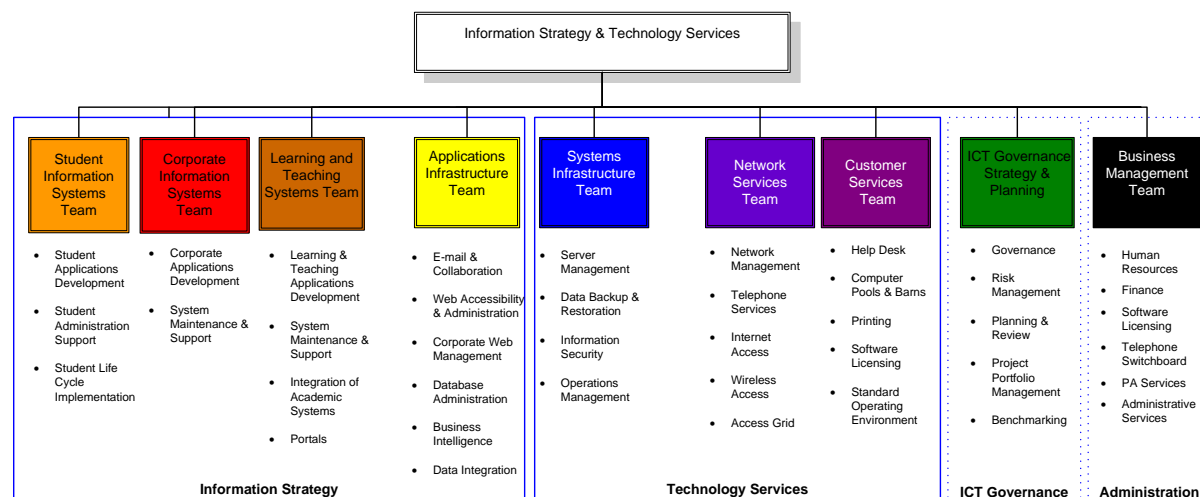 Information Strategy & Technology Services
Student
Information
Systems
Team
Corporate
Information
Systems
Team
Learning and
Teaching
Systems Team
Applications
Infrastructure
Team
Systems
Infrastructure
Team
Network
Services
Team
Customer
Services
Team
ICT Governance
Strategy &
Planning
Business
Management
Team
• Student
Applications
Development
• Student
Administration
Support
• Student Life
Cycle
Implementation
• Corporate
Applications
Development
• System
Maintenance &
Support
• Learning &
Teaching
Applications
Development
• System
Maintenance &
Support
• Integration of
Academic
Systems
• Portals
• E-mail &
Collaboration
• Web Accessibility
& Administration
• Corporate Web
Management
• Database
Administration
• Business
Intelligence
• Data Integration
• Server
Management
• Data Backup &
Restoration
• Information
Security
• Operations
Management
• Network
Management
• Telephone
Services
• Internet
Access
• Wireless
Access
• Access Grid
• Help Desk
• Computer
Pools & Barns
• Printing
• Software
Licensing
• Standard
Operating
Environment
• Governance
• Risk
Management
• Planning &
Review
• Project
Portfolio
Management
• Benchmarking
• Human
Resources
• Finance
• Software
Licensing
• Telephone
Switchboard
• PA Services
• Administrative
Services
Information Strategy
Technology Services
ICT Governance
Administration